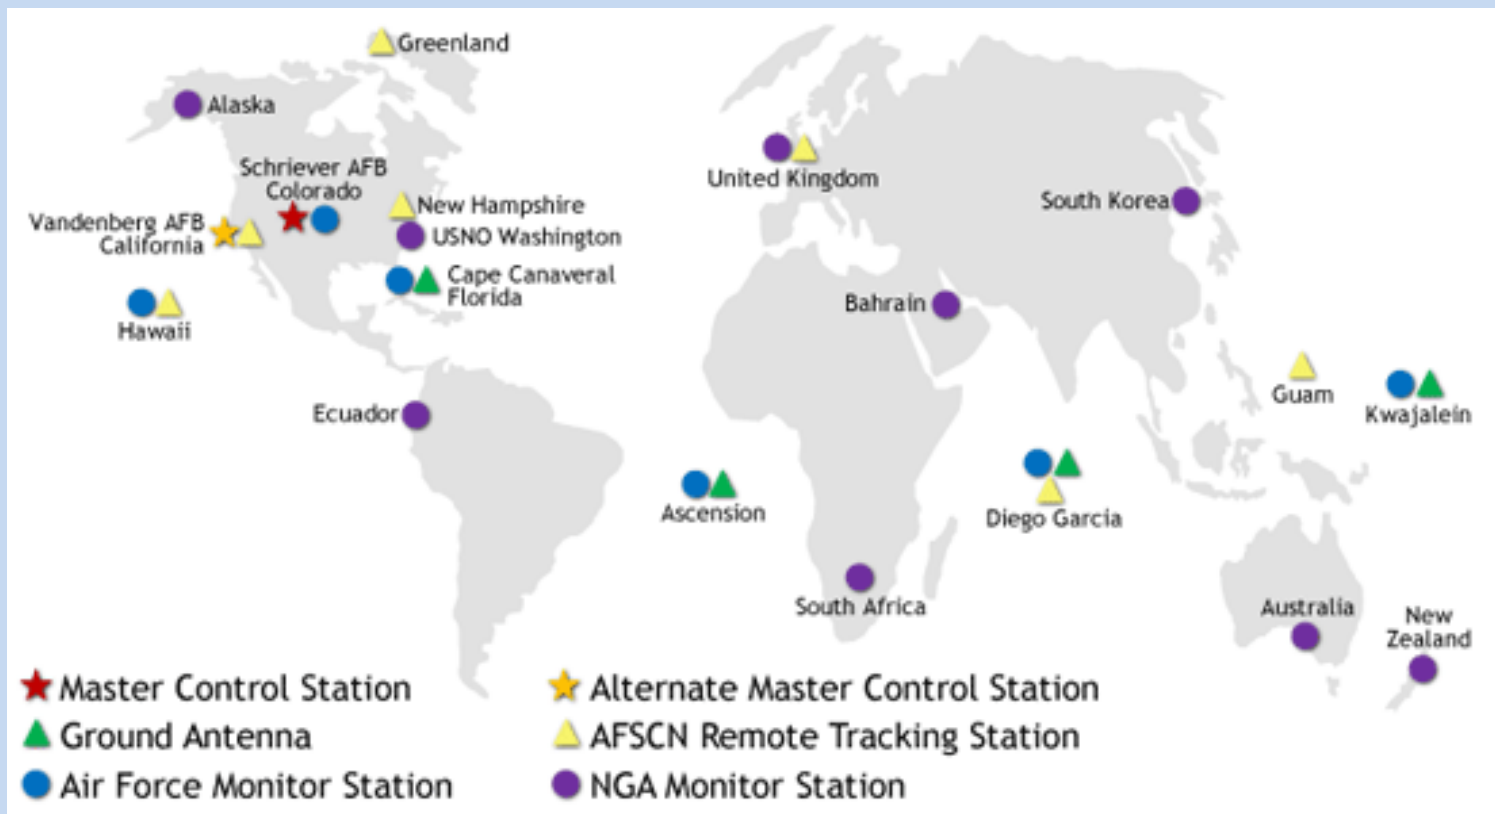 Greenland
Alaska
Schriever AFB
Colorado
United Kingdom
New Hampshire
South Korea
Vandenberg AFB
California
USNO Washington
Cape Canaveral
Florida
Bahrain
Hawaii
Guam
Kwajalein
Ecuador
Ascension
Diego Garcia
South Africa
Australia
New
Zealand
Master Control Station
Alternate Master Control Station
Ground Antenna
AFSCN Remote Tracking Station
Air Force Monitor Station
NGA Monitor Station